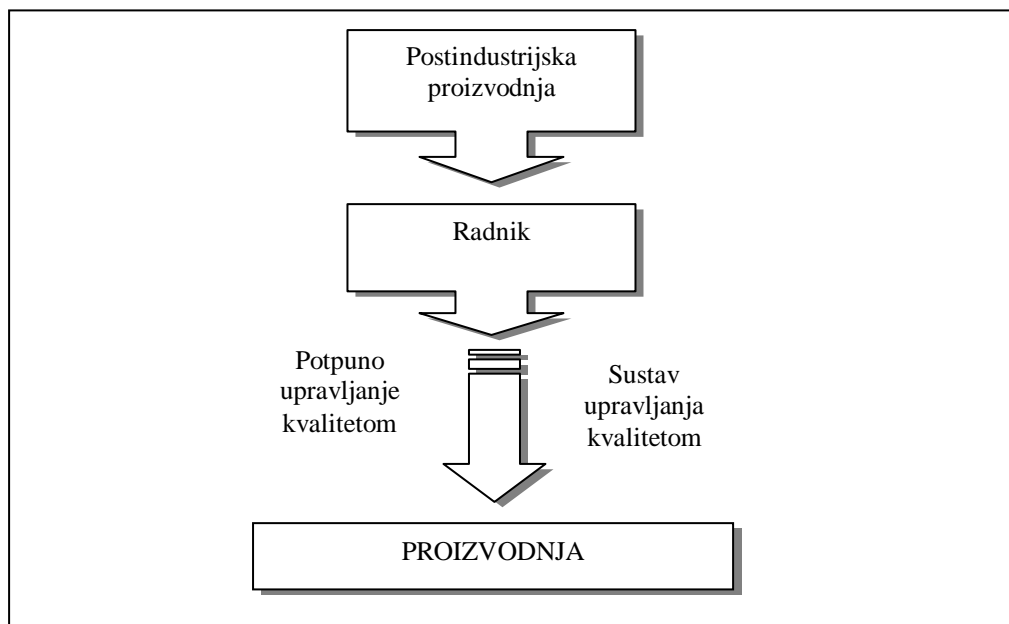 Postindustrijska
proizvodnja
Radnik
Potpuno
upravljanje
kvalitetom
Sustav
upravljanja
kvalitetom
PROIZVODNJA